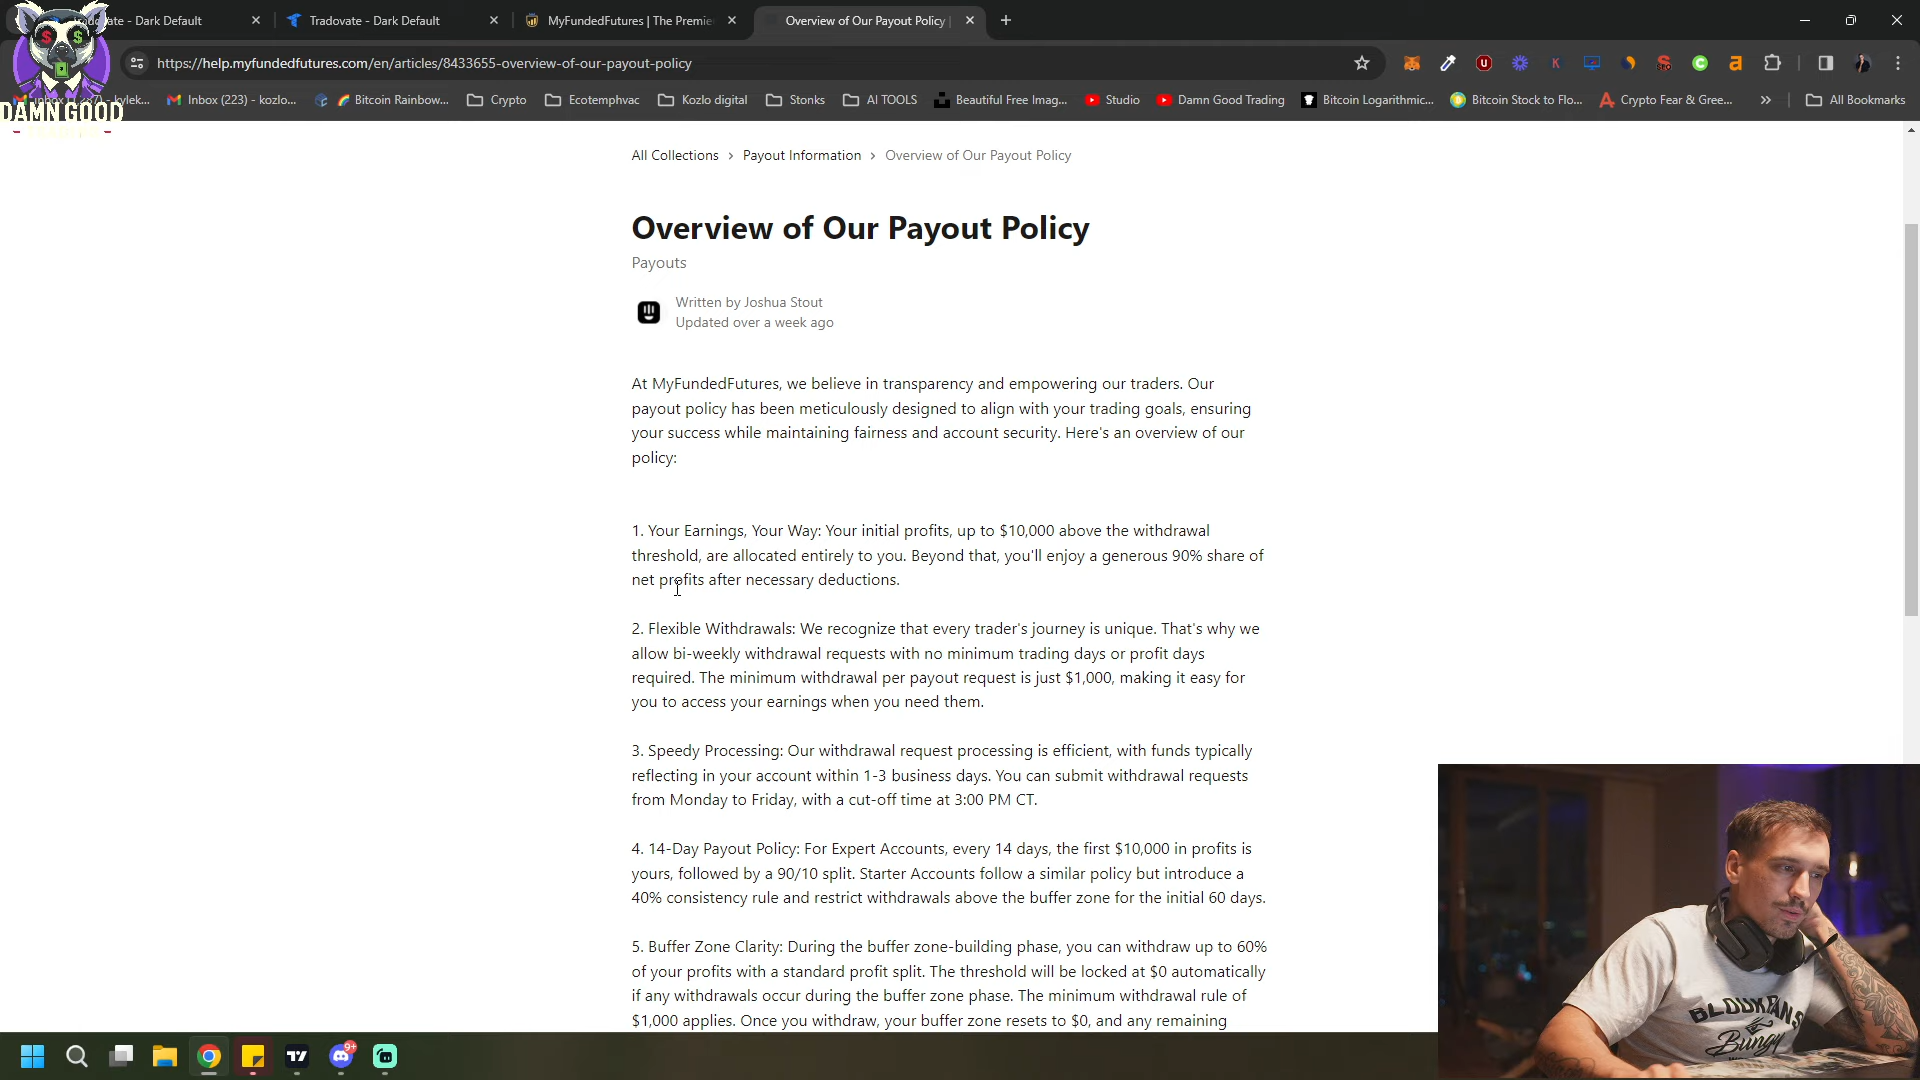 Tradovate - Dark Default
MyFundedFutures | The Premie
Overview of Our Payout Policy |
https://help.myfundedfutures.com/en/articles/8433655-overview-of-our-payout-policy
Inbox (223) - kozlo...
Bitcoin Rainbow...
Crypto
Ecotemphvac
Kozlo digital
Stonks
AI TOOLS
Beautiful Free Imag...
Studio
Damn Good Trading
Bitcoin Logarithmic...
Bitcoin Stock to Flo...
Crypto Fear & Gree...
All Bookmarks
DAMN GOOD
All Collections > Payout Information > Overview of Our Payout Policy
Overview of Our Payout Policy
Payouts
Written by Joshua Stout
Updated over a week ago
At MyFundedFutures, we believe in transparency and empowering our traders. Our
payout policy has been meticulously designed to align with your trading goals, ensuring
your success while maintaining fairness and account security. Here's an overview of our
policy:
1. Your Earnings, Your Way: Your initial profits, up to $10,000 above the withdrawal
threshold, are allocated entirely to you. Beyond that, you'll enjoy a generous 90% share of
net profits after necessary deductions.
2. Flexible Withdrawals: We recognize that every trader's journey is unique. That's why we
allow bi-weekly withdrawal requests with no minimum trading days or profit days
required. The minimum withdrawal per payout request is just $1,000, making it easy for
you to access your earnings when you need them.
3. Speedy Processing: Our withdrawal request processing is efficient, with funds typically
reflecting in your account within 1-3 business days. You can submit withdrawal requests
from Monday to Friday, with a cut-off time at 3:00 PM CT.
4. 14-Day Payout Policy: For Expert Accounts, every 14 days, the first $10,000 in profits is
yours, followed by a 90/10 split. Starter Accounts follow a similar policy but introduce a
40% consistency rule and restrict withdrawals above the buffer zone for the initial 60 days.
5. Buffer Zone Clarity: During the buffer zone-building phase, you can withdraw up to 60%
of your profits with a standard profit split. The threshold will be locked at $0 automatically
if any withdrawals occur during the buffer zone phase. The minimum withdrawal rule of
$1,000 applies. Once you withdraw, your buffer zone resets to $0, and any remaining
9+
Bungy